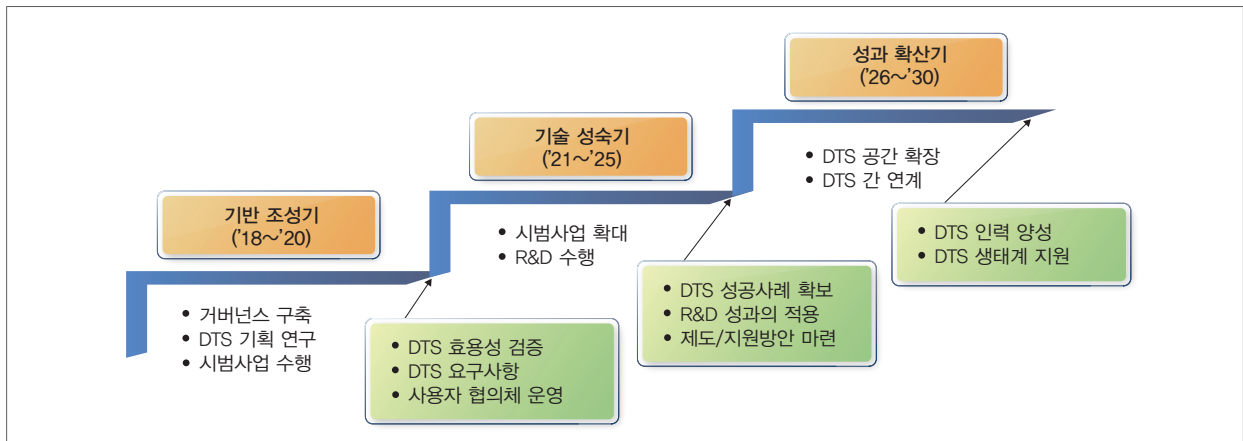 기반 조성기
('18~'20)
• 거버넌스 구축
• DTS 기획 연구
• 시범사업 수행
• DTS 효용성 검증
• DTS 요구사항
• 사용자 협의체 운영
기술 성숙기
('21~'25)
• 시범사업 확대
• R&D 수행
• DTS 성공사례 확보
• R&D 성과의 적용
• 제도/지원방안 마련
성과 확산기
('26~'30)
• DTS 공간 확장
• DTS 간 연계
• DTS 인력 양성
• DTS 생태계 지원